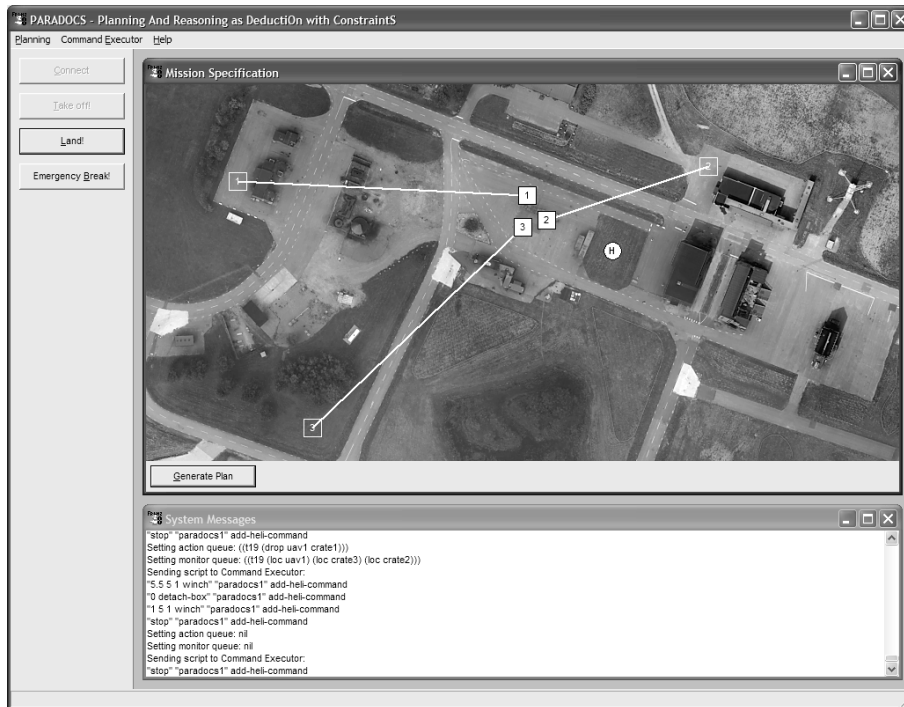 PARADOCS - Planning And Reasoning as DeductiOn with ConstraintS
Planning Command Executor Help
Connect
Take off!
Land!
Emergency Break!
Mission Specification
1
2
1
2
3
H
3
Generate Plan
System Messages
"stop" "paradocs1" add-heli-command
Setting action queue: ((t19 (drop uav1 crate1)))
Setting monitor queue: ((t19 (loc uav1) (loc crate3) (loc crate2)))
Sending script to Command Executor:
"5.5 5 1 winch" "paradocs1" add-heli-command
"0 detach-box" "paradocs1" add-heli-command
"1 5 1 winch" "paradocs1" add-heli-command
"stop" "paradocs1" add-heli-command
Setting action queue: nil
Setting monitor queue: nil
Sending script to Command Executor:
"stop" "paradocs1" add-heli-command